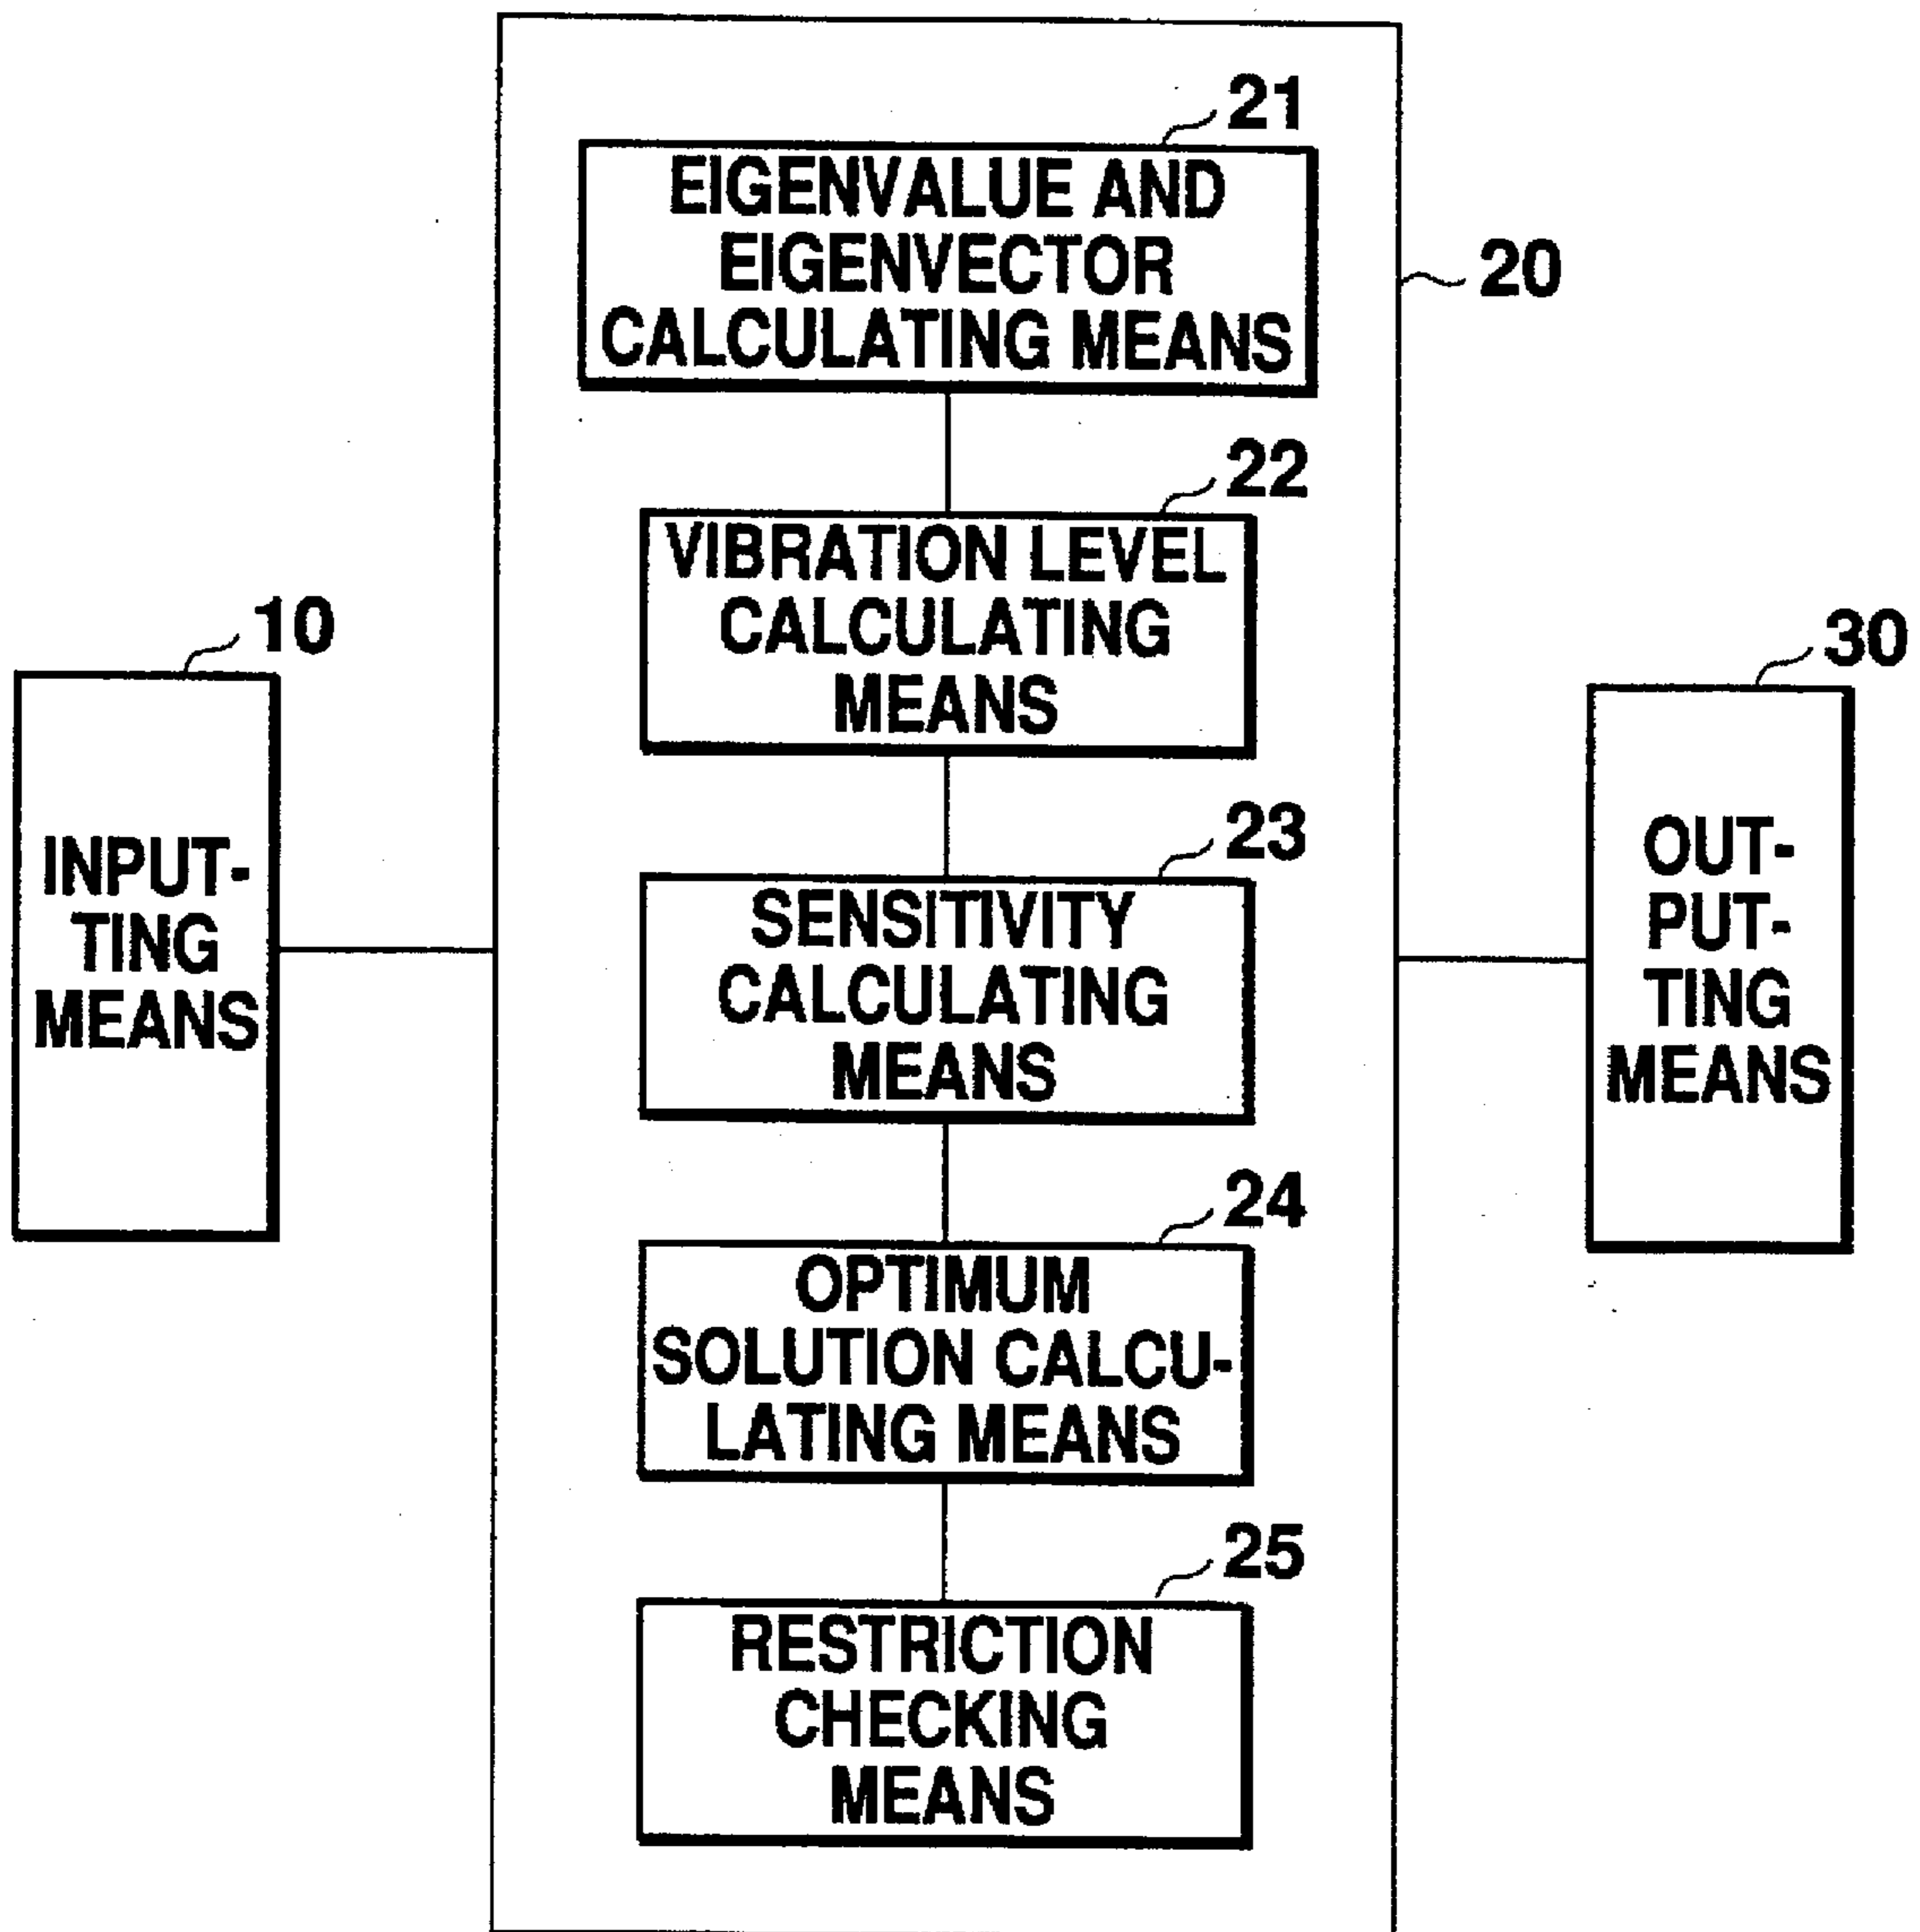 21
EIGENVALUE AND
EIGENVECTOR
CALCULATING MEANS
20
22
VIBRATION LEVEL
CALCULATING
MEANS
10
INPUT-
TING
MEANS
23
SENSITIVITY
CALCULATING
MEANS
30
OUT-
PUT-
TING
MEANS
24
OPTIMUM
SOLUTION CALCU-
LATING MEANS
25
RESTRICTION
CHECKING
MEANS